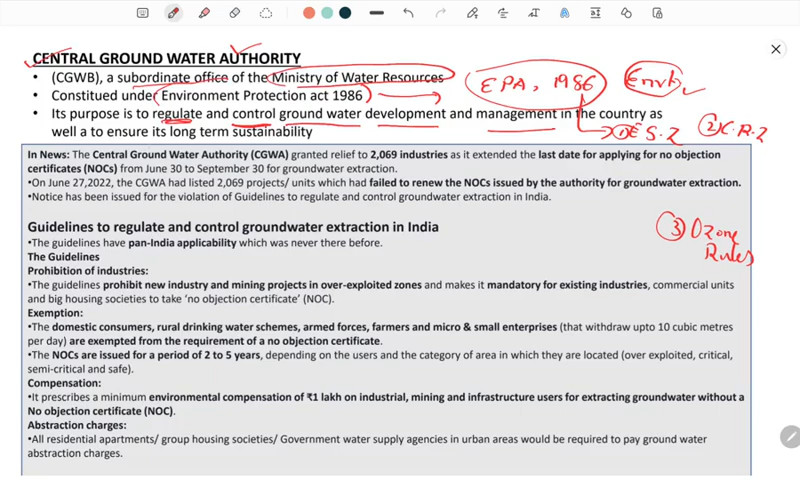 CENTRAL GROUND WATER AUTHORITY
• (CGWB), a subordinate office of the Ministry of Water Resources
• Constitued under Environment Protection act 1986
• Its purpose is to regulate and control ground water development and management in the country as
well a to ensure its long term sustainability
EPA, 1986
Envt
① E S. Z
② C. R. Z
③ Ozone
Rules
In News: The Central Ground Water Authority (CGWA) granted relief to 2,069 industries as it extended the last date for applying for no objection
certificates (NOCs) from June 30 to September 30 for groundwater extraction.
•On June 27,2022, the CGWA had listed 2,069 projects/ units which had failed to renew the NOCs issued by the authority for groundwater extraction.
•Notice has been issued for the violation of Guidelines to regulate and control groundwater extraction in India.
Guidelines to regulate and control groundwater extraction in India
•The guidelines have pan-India applicability which was never there before.
The Guidelines
Prohibition of industries:
•The guidelines prohibit new industry and mining projects in over-exploited zones and makes it mandatory for existing industries, commercial units
and big housing societies to take ‘no objection certificate’ (NOC).
Exemption:
•The domestic consumers, rural drinking water schemes, armed forces, farmers and micro & small enterprises (that withdraw upto 10 cubic metres
per day) are exempted from the requirement of a no objection certificate.
•The NOCs are issued for a period of 2 to 5 years, depending on the users and the category of area in which they are located (over exploited, critical,
semi-critical and safe).
Compensation:
•It prescribes a minimum environmental compensation of ₹1 lakh on industrial, mining and infrastructure users for extracting groundwater without a
No objection certificate (NOC).
Abstraction charges:
•All residential apartments/ group housing societies/ Government water supply agencies in urban areas would be required to pay ground water
abstraction charges.